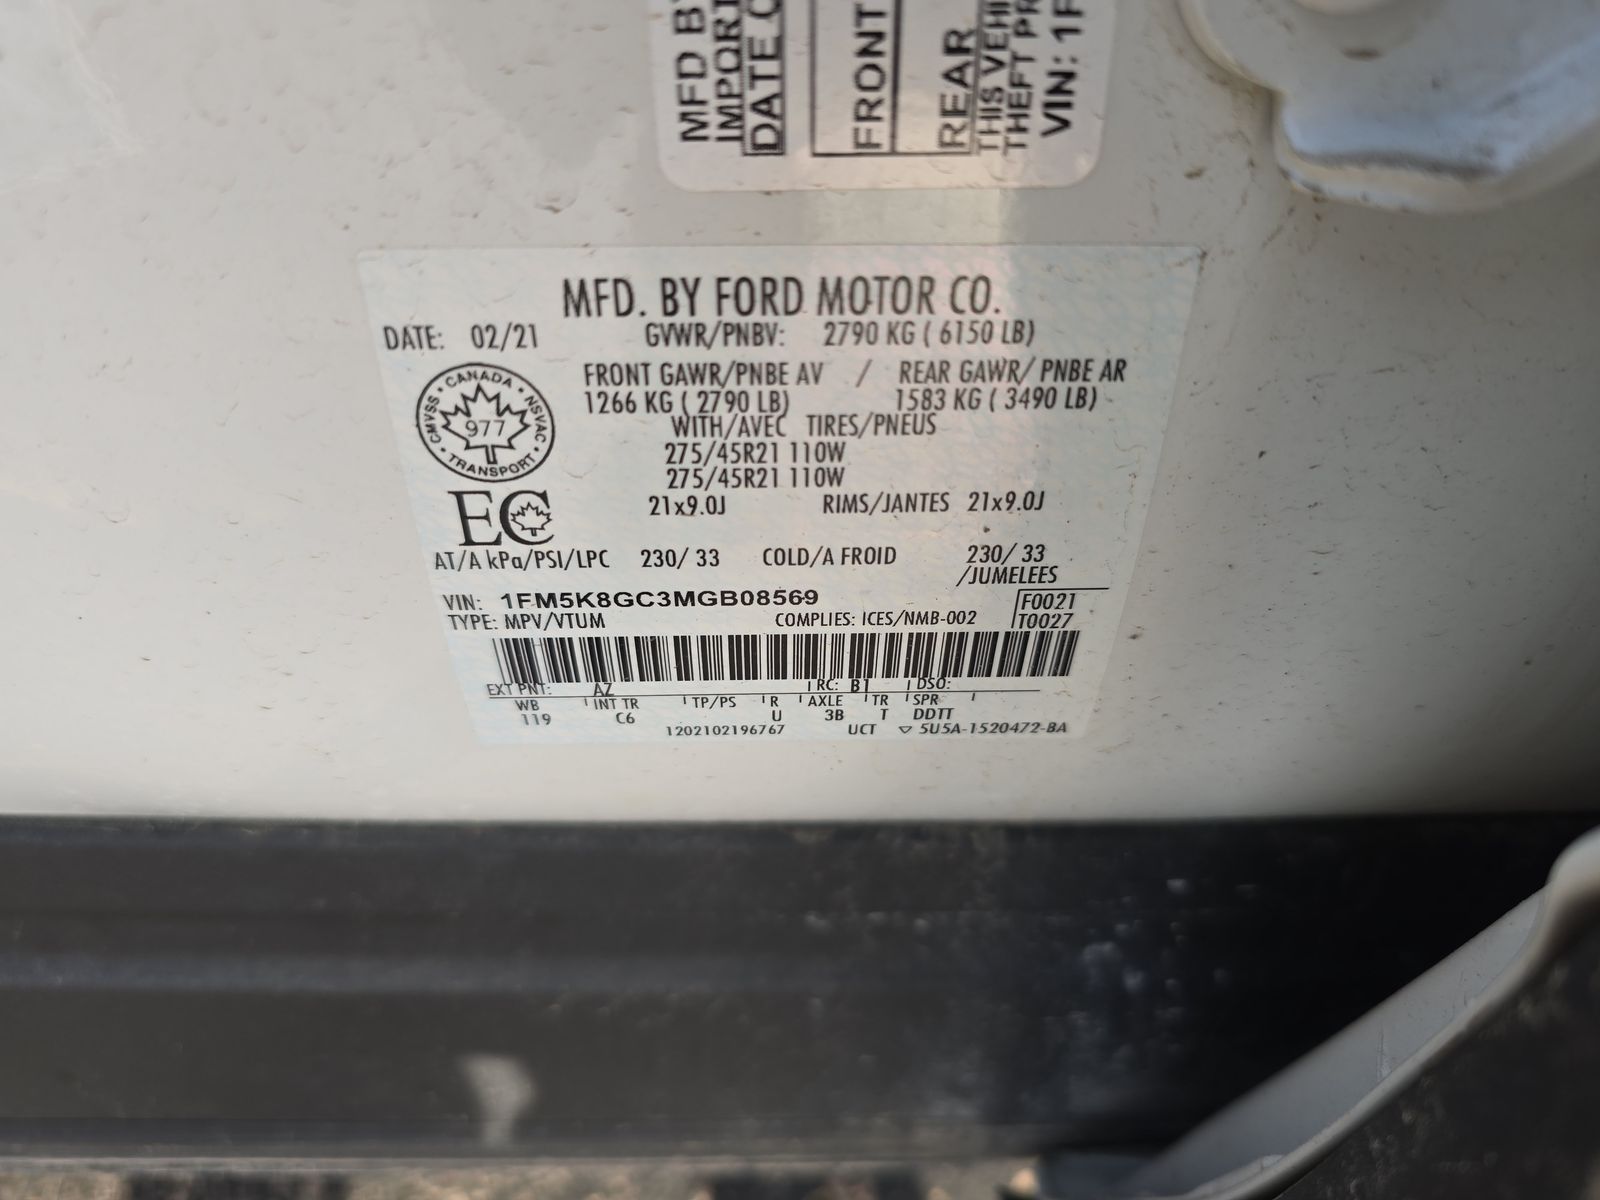 MFD B
IMPORT
DATE O
FRONT
REAR
THIS VEHI
THEFT PR
VIN: 1F
MFD. BY FORD MOTOR CO.
DATE: 02/21 GVWR/PNBV: 2790 KG ( 6150 LB)
FRONT GAWR/PNBE AV / REAR GAWR/ PNBE AR
1266 KG ( 2790 LB) 1583 KG ( 3490 LB)
WITH/AVEC TIRES/PNEUS
275/45R21 110W
275/45R21 110W
21x9.0J RIMS/JANTES 21x9.0J
CANADA • NSVAC • TRANSPORT • CMVSS •
977
EC
AT/A kPa/PSI/LPC 230/ 33 COLD/A FROID 230/ 33
/JUMELEES
VIN: 1FM5K8GC3MGB08569 F0021
TYPE: MPV/VTUM COMPLIES: ICES/NMB-002 T0027
EXT PNT: AZ RC: B1 DSO:
WB INT TR TP/PS R AXLE TR SPR
119 C6 U 3B T DDTT
1202102196767 UCT ▽ 5U5A-1520472-BA